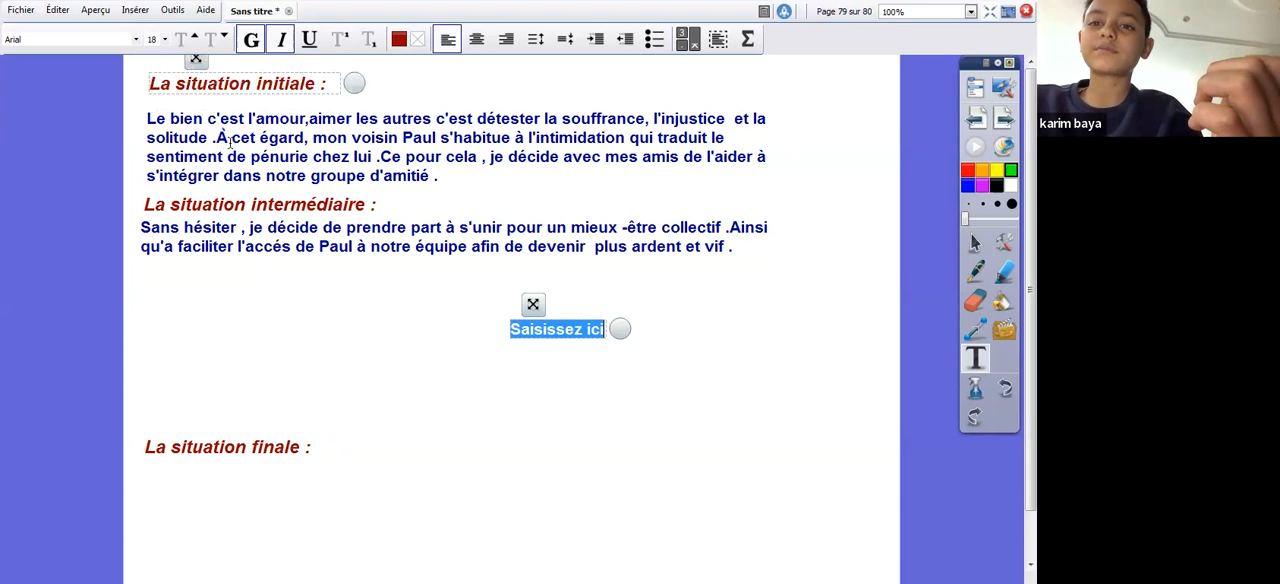 Fichier Éditer Aperçu Insérer Outils Aide Sans titre * Page 79 sur 80 100%
Arial 18 G I U T¹ T₁ 3 Σ
La situation initiale :
Le bien c'est l'amour,aimer les autres c'est détester la souffrance, l'injustice et la
solitude .À cet égard, mon voisin Paul s'habitue à l'intimidation qui traduit le
sentiment de pénurie chez lui .Ce pour cela , je décide avec mes amis de l'aider à
s'intégrer dans notre groupe d'amitié .
La situation intermédiaire :
Sans hésiter , je décide de prendre part à s'unir pour un mieux -être collectif .Ainsi
qu'a faciliter l'accés de Paul à notre équipe afin de devenir plus ardent et vif .
Saisissez ici
La situation finale :
karim baya
T